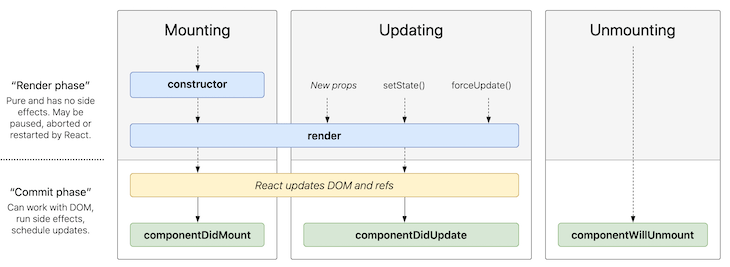 Mounting
Updating
Unmounting
“Render phase”
Pure and has no side
effects. May be
paused, aborted or
restarted by React.
constructor
New props
setState()
forceUpdate()
render
“Commit phase”
Can work with DOM,
run side effects,
schedule updates.
React updates DOM and refs
componentDidMount
componentDidUpdate
componentWillUnmount